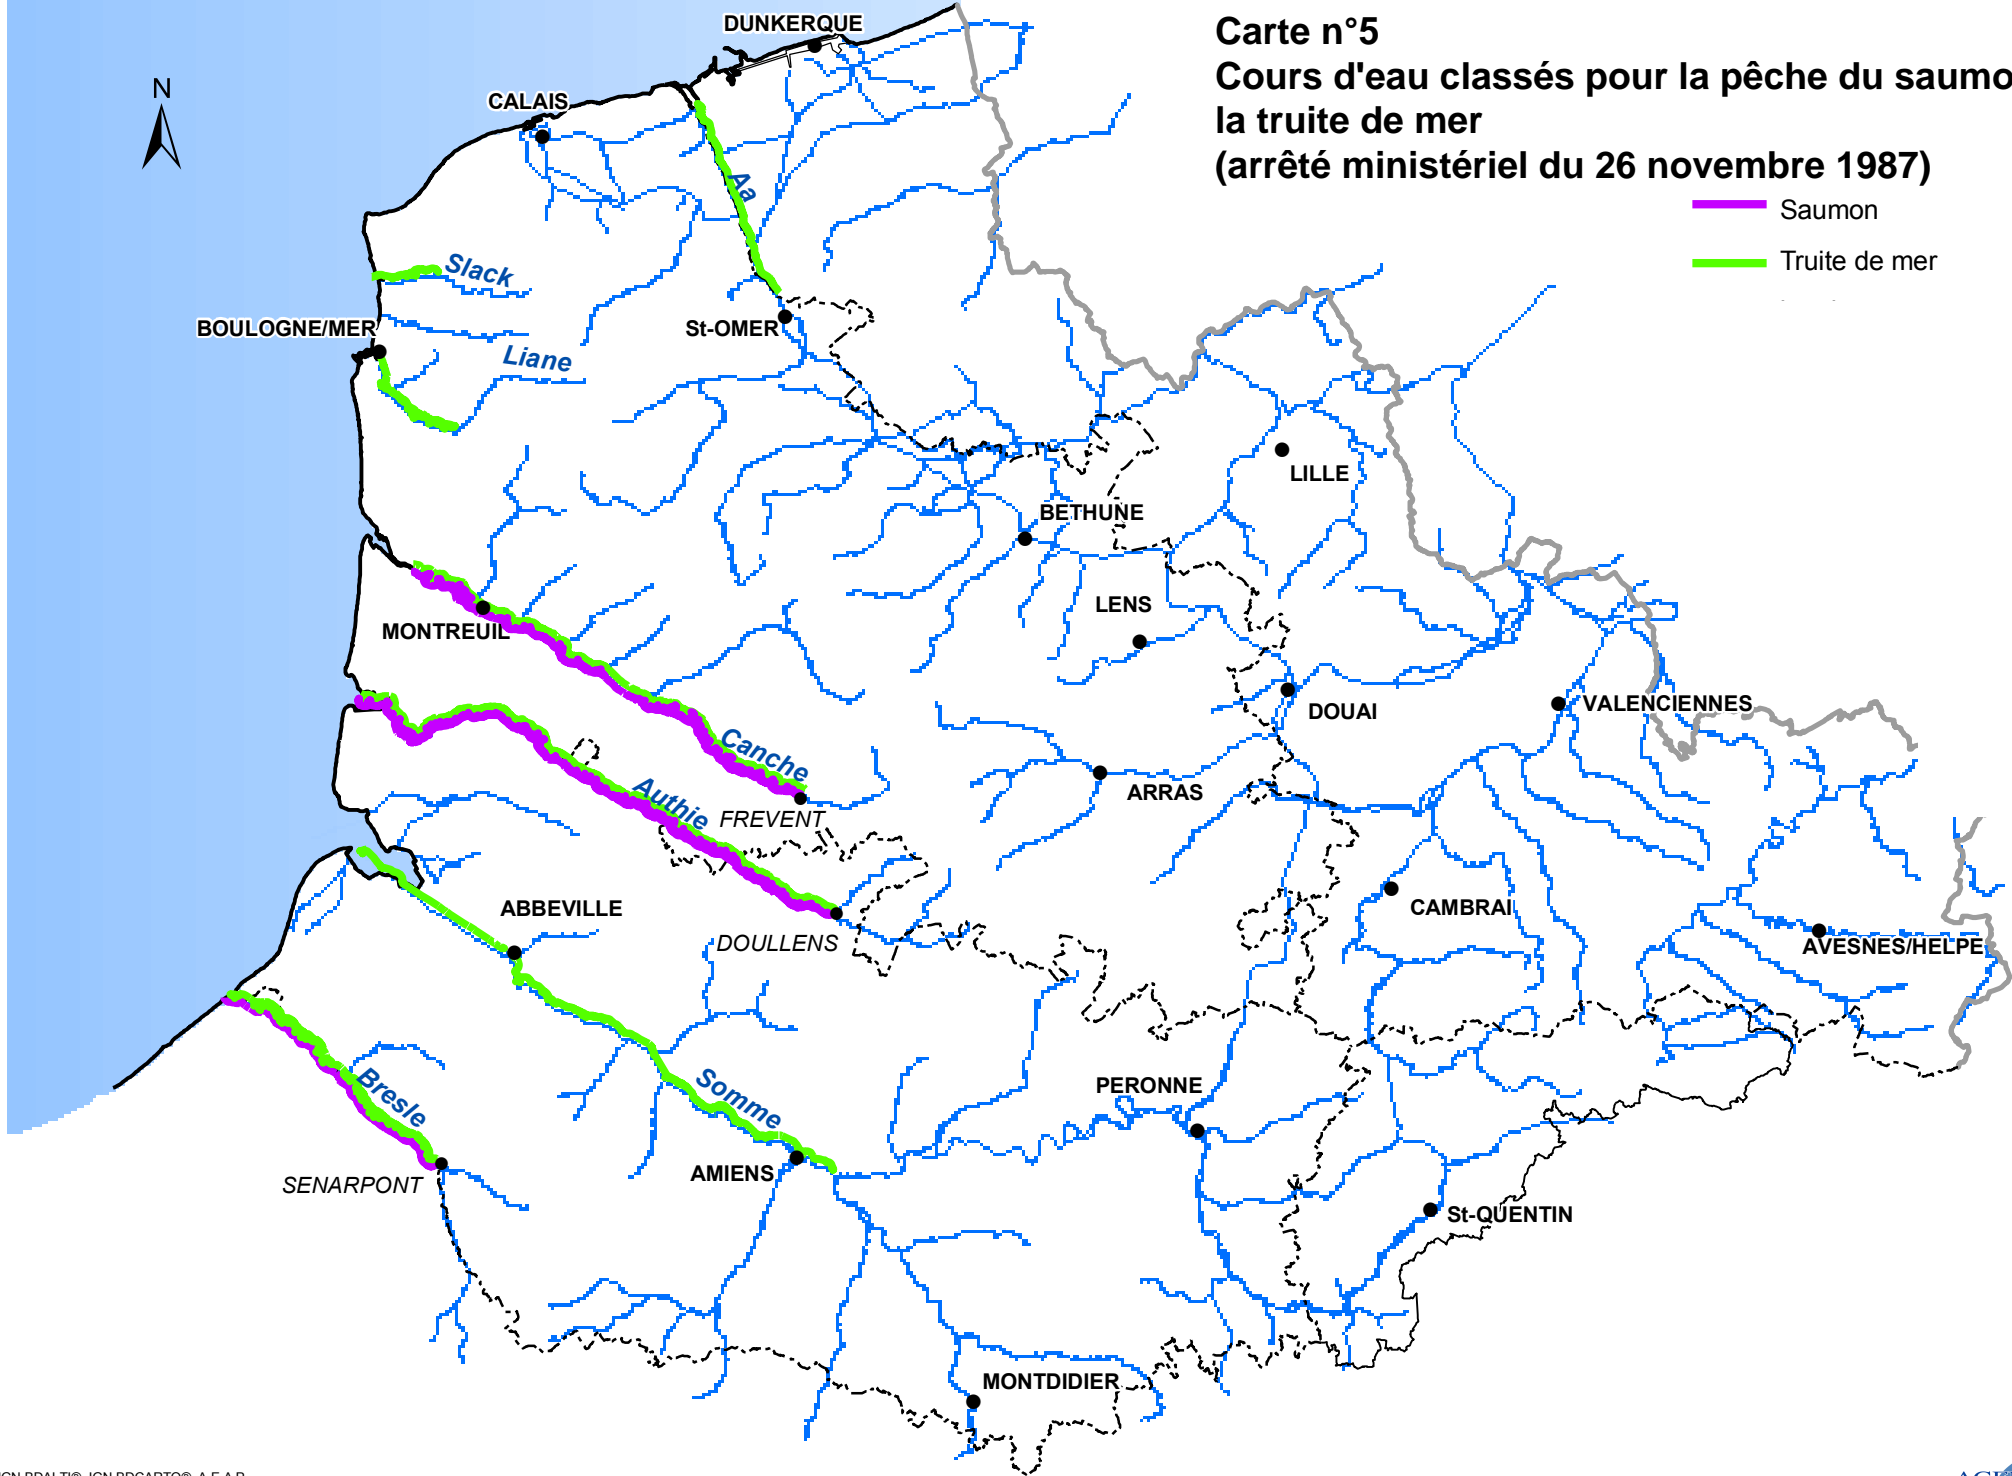 Carte n°5
Cours d'eau classés pour la pêche du saumo
la truite de mer
(arrêté ministériel du 26 novembre 1987)
Saumon
Truite de mer
N
DUNKERQUE
CALAIS
Aa
Slack
BOULOGNE/MER
St-OMER
Liane
LILLE
BETHUNE
LENS
MONTREUIL
DOUAI
VALENCIENNES
Canche
Authie
FREVENT
ARRAS
ABBEVILLE
CAMBRAI
DOULLENS
AVESNES/HELPE
Bresle
Somme
PERONNE
AMIENS
SENARPONT
St-QUENTIN
MONTDIDIER